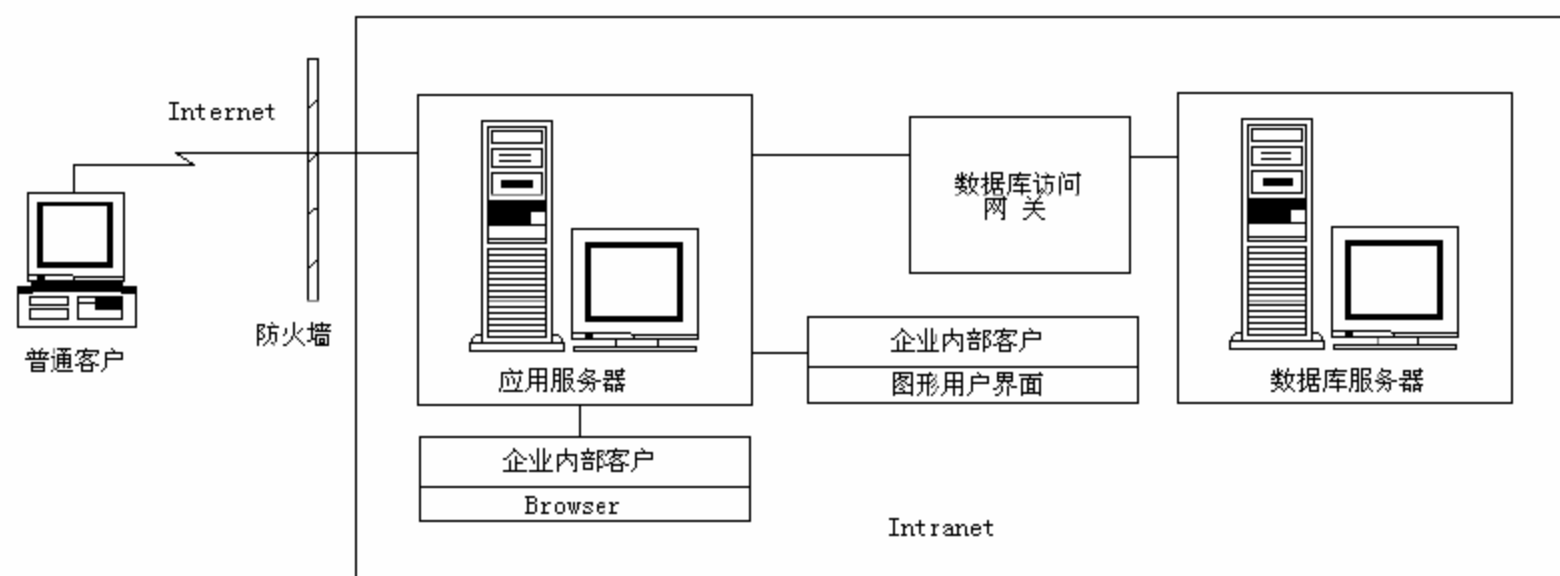 Internet
数据库访问
网 关
防火墙
普通客户
应用服务器
企业内部客户
图形用户界面
数据库服务器
企业内部客户
Browser
Intranet